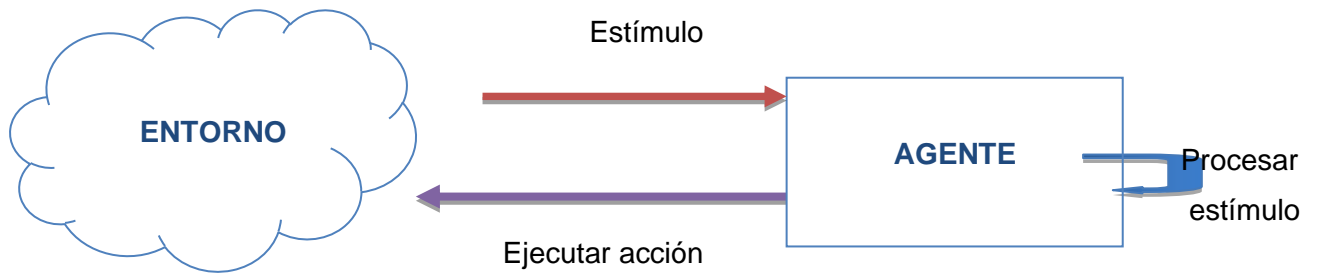 Estímulo
ENTORNO
AGENTE
Procesar
estímulo
Ejecutar acción